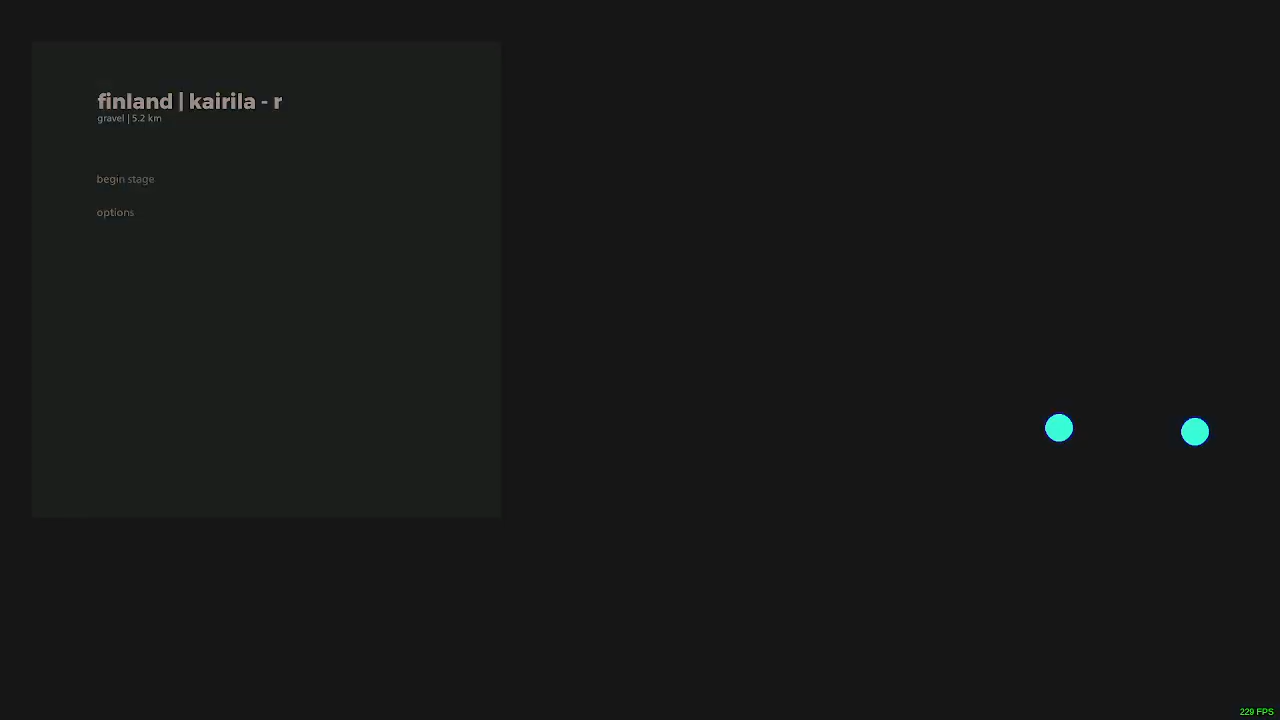 finland | kairila - r
gravel | 5.2 km
begin stage
options
229 FPS